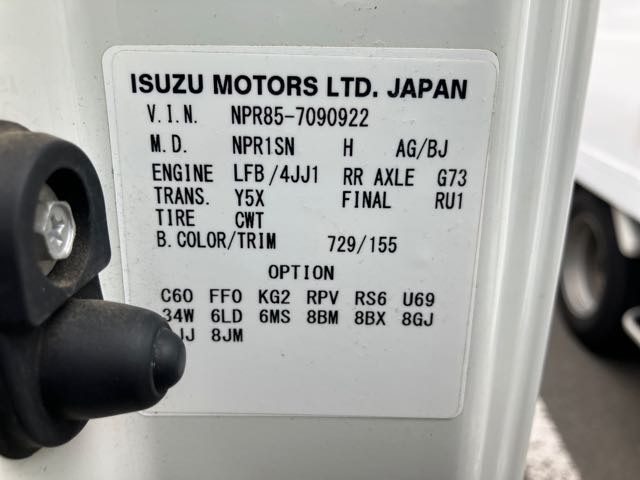 ISUZU MOTORS LTD. JAPAN
V.I.N. NPR85-7090922
M.D. NPR1SN H AG/BJ
ENGINE LFB/4JJ1 RR AXLE G73
TRANS. Y5X FINAL RU1
TIRE CWT
B.COLOR/TRIM 729/155
OPTION
C60 FF0 KG2 RPV RS6 U69
34W 6LD 6MS 8BM 8BX 8GJ
8JM